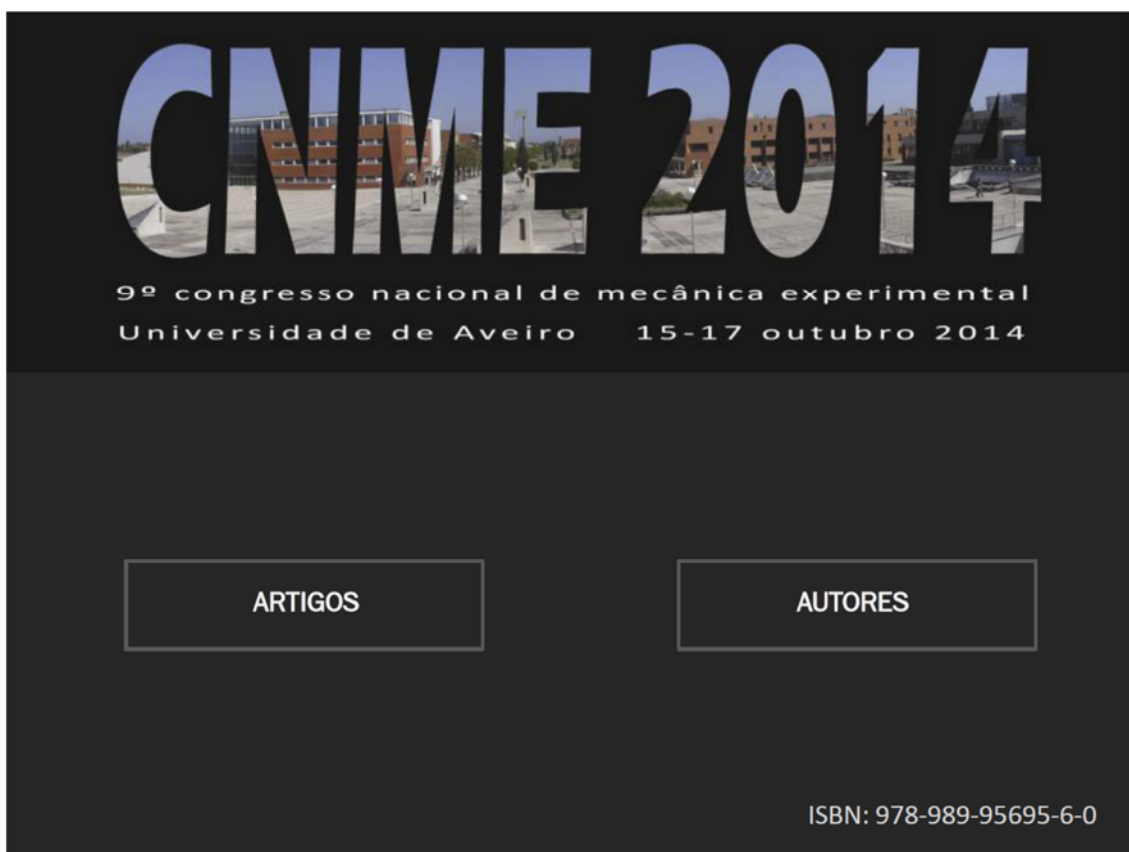 CNME 2014
9º congresso nacional de mecânica experimental
Universidade de Aveiro 15-17 outubro 2014
ARTIGOS
AUTORES
ISBN: 978-989-95695-6-0